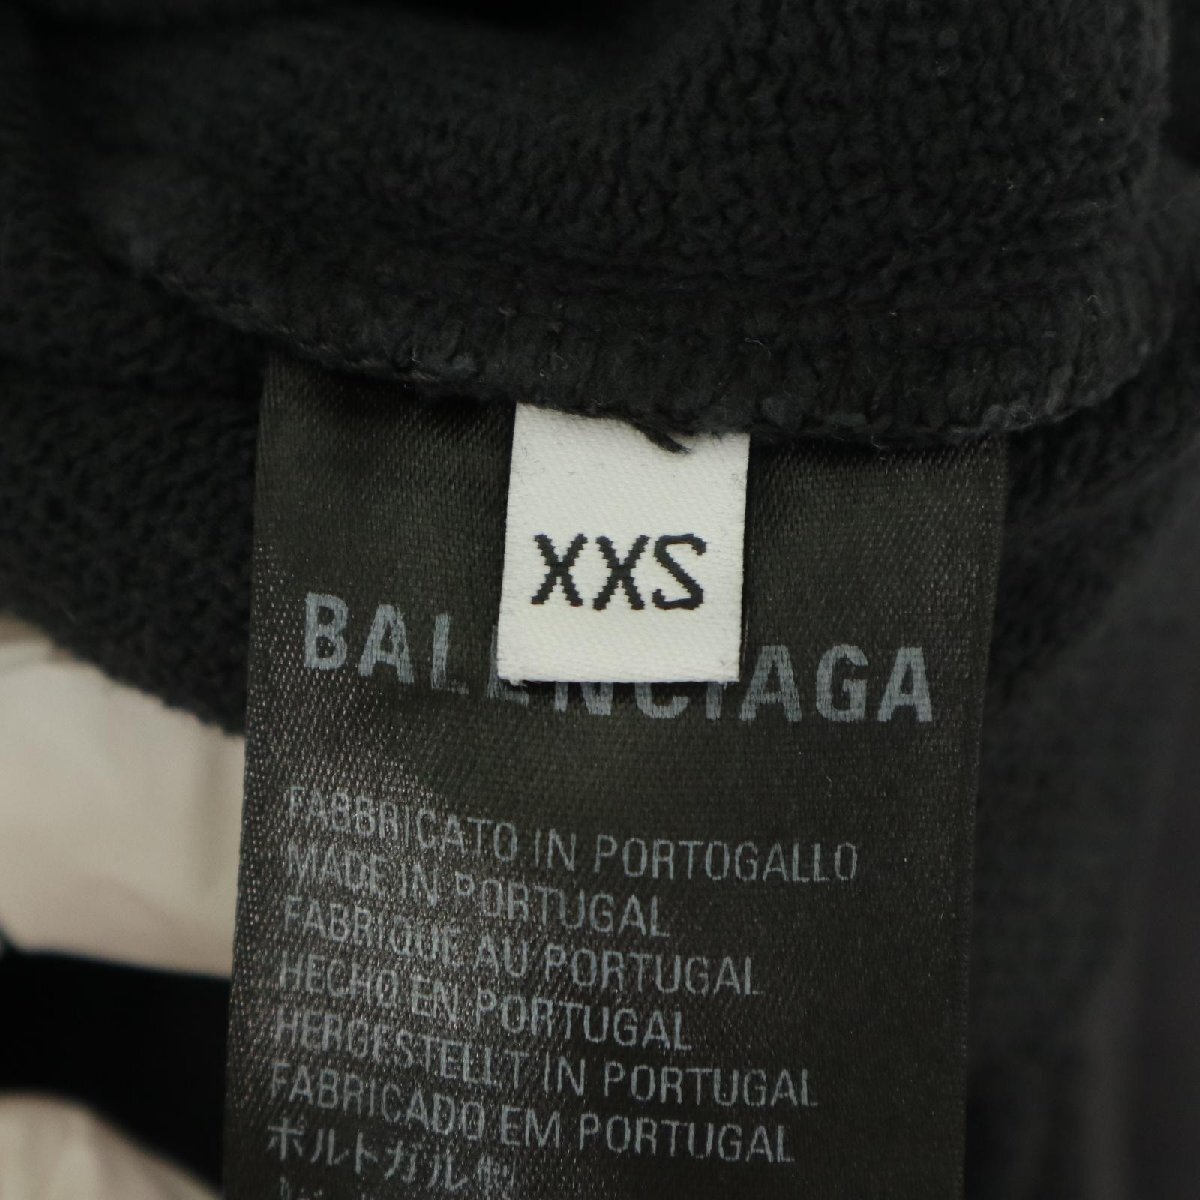 XXS
BALENCIAGA
FABBRICATO IN PORTOGALLO
MADE IN PORTUGAL
FABRIQUE AU PORTUGAL
HECHO EN PORTUGAL
HERGESTELLT IN PORTUGAL
FABRICADO EM PORTUGAL
ポルトガル製